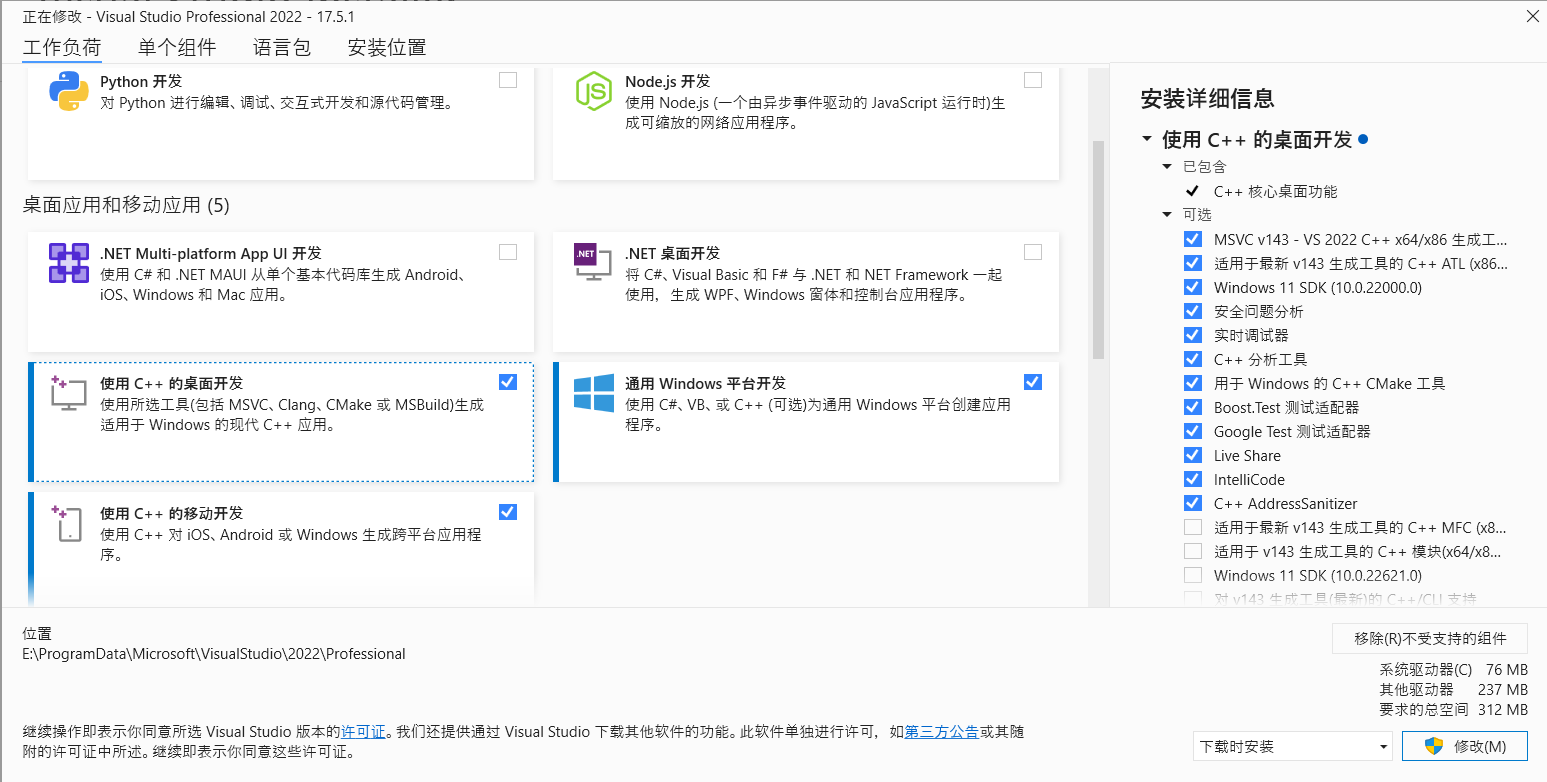 正在修改 - Visual Studio Professional 2022 - 17.5.1
工作负荷 单个组件 语言包 安装位置
Python 开发
对 Python 进行编辑、调试、交互式开发和源代码管理。
Node.js 开发
使用 Node.js (一个由异步事件驱动的 JavaScript 运行时)生
成可缩放的网络应用程序。
桌面应用和移动应用 (5)
.NET Multi-platform App UI 开发
使用 C# 和 .NET MAUI 从单个基本代码库生成 Android、
iOS、Windows 和 Mac 应用。
.NET
.NET 桌面开发
将 C#、Visual Basic 和 F# 与 .NET 和 NET Framework 一起
使用，生成 WPF、Windows 窗体和控制台应用程序。
使用 C++ 的桌面开发
使用所选工具(包括 MSVC、Clang、CMake 或 MSBuild)生成
适用于 Windows 的现代 C++ 应用。
通用 Windows 平台开发
使用 C#、VB、或 C++ (可选)为通用 Windows 平台创建应用
程序。
使用 C++ 的移动开发
使用 C++ 对 iOS、Android 或 Windows 生成跨平台应用程
序。
安装详细信息
使用 C++ 的桌面开发
已包含
C++ 核心桌面功能
可选
MSVC v143 - VS 2022 C++ x64/x86 生成工...
适用于最新 v143 生成工具的 C++ ATL (x86...
Windows 11 SDK (10.0.22000.0)
安全问题分析
实时调试器
C++ 分析工具
用于 Windows 的 C++ CMake 工具
Boost.Test 测试适配器
Google Test 测试适配器
Live Share
IntelliCode
C++ AddressSanitizer
适用于最新 v143 生成工具的 C++ MFC (x8...
适用于 v143 生成工具的 C++ 模块(x64/x8...
Windows 11 SDK (10.0.22621.0)
对 v143 生成工具(最新)的 C++/CLI 支持
位置
E:\ProgramData\Microsoft\VisualStudio\2022\Professional
移除(R)不受支持的组件
系统驱动器(C) 76 MB
其他驱动器 237 MB
要求的总空间 312 MB
继续操作即表示你同意所选 Visual Studio 版本的许可证。我们还提供通过 Visual Studio 下载其他软件的功能。此软件单独进行许可，如第三方公告或其随
附的许可证中所述。继续即表示你同意这些许可证。
下载时安装
修改(M)